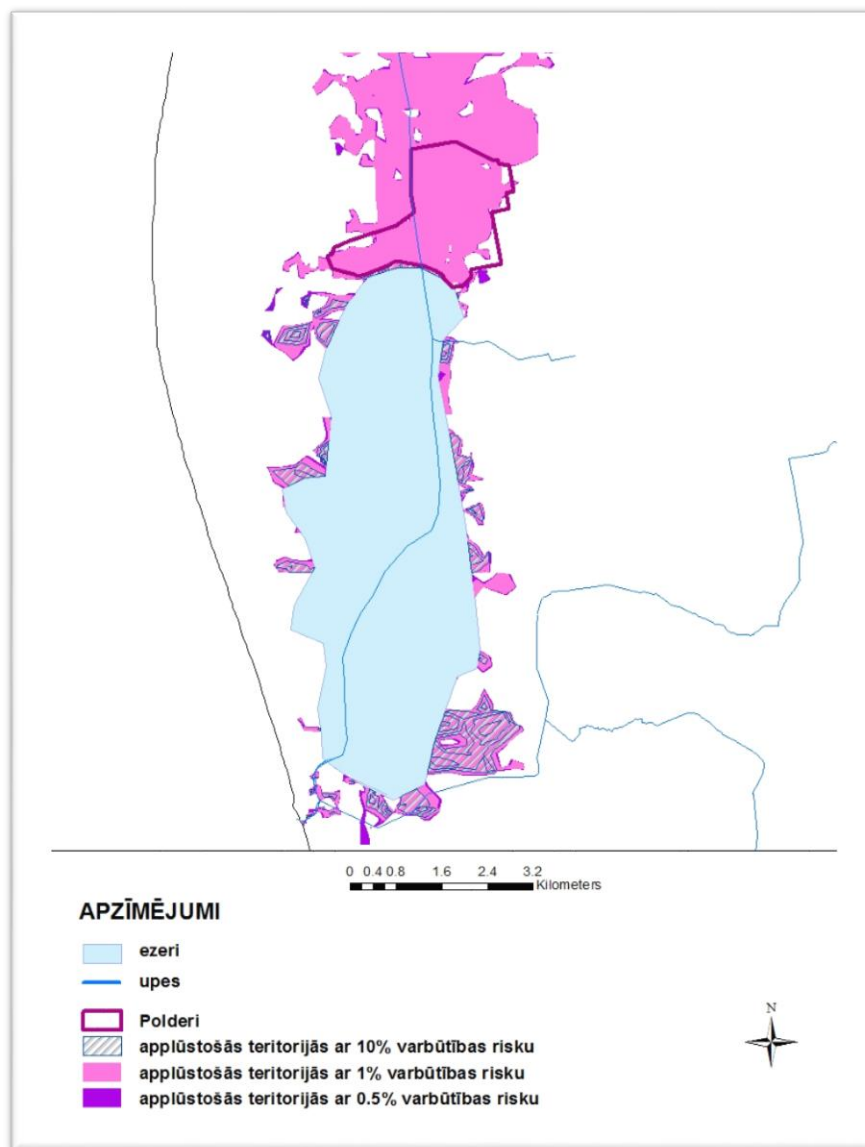 0 0.4 0.8 1.6 2.4 3.2
Kilometers
APZĪMĒJUMI
ezeri
upes
Polderi
N
applūstošās teritorijās ar 10% varbūtības risku
applūstošās teritorijās ar 1% varbūtības risku
applūstošās teritorijās ar 0.5% varbūtības risku